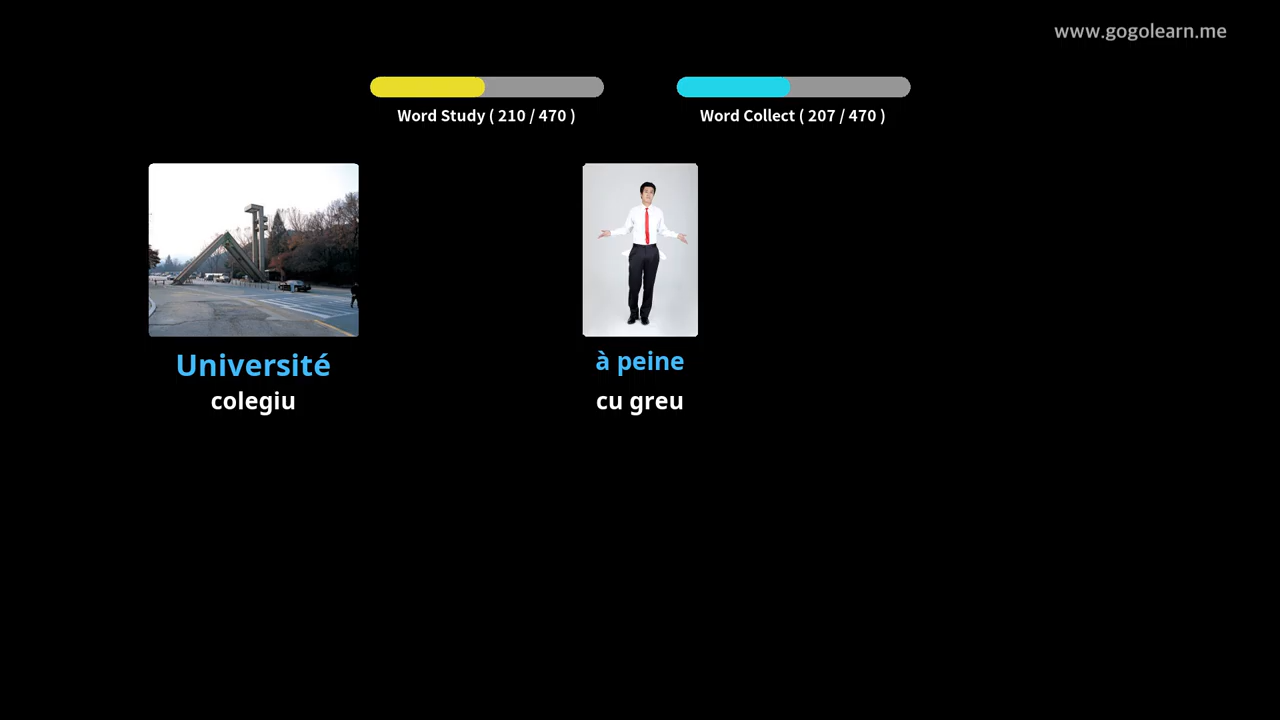 www.gogolearn.me
Word Study ( 210 / 470 )
Word Collect ( 207 / 470 )
Université
colegiu
à peine
cu greu